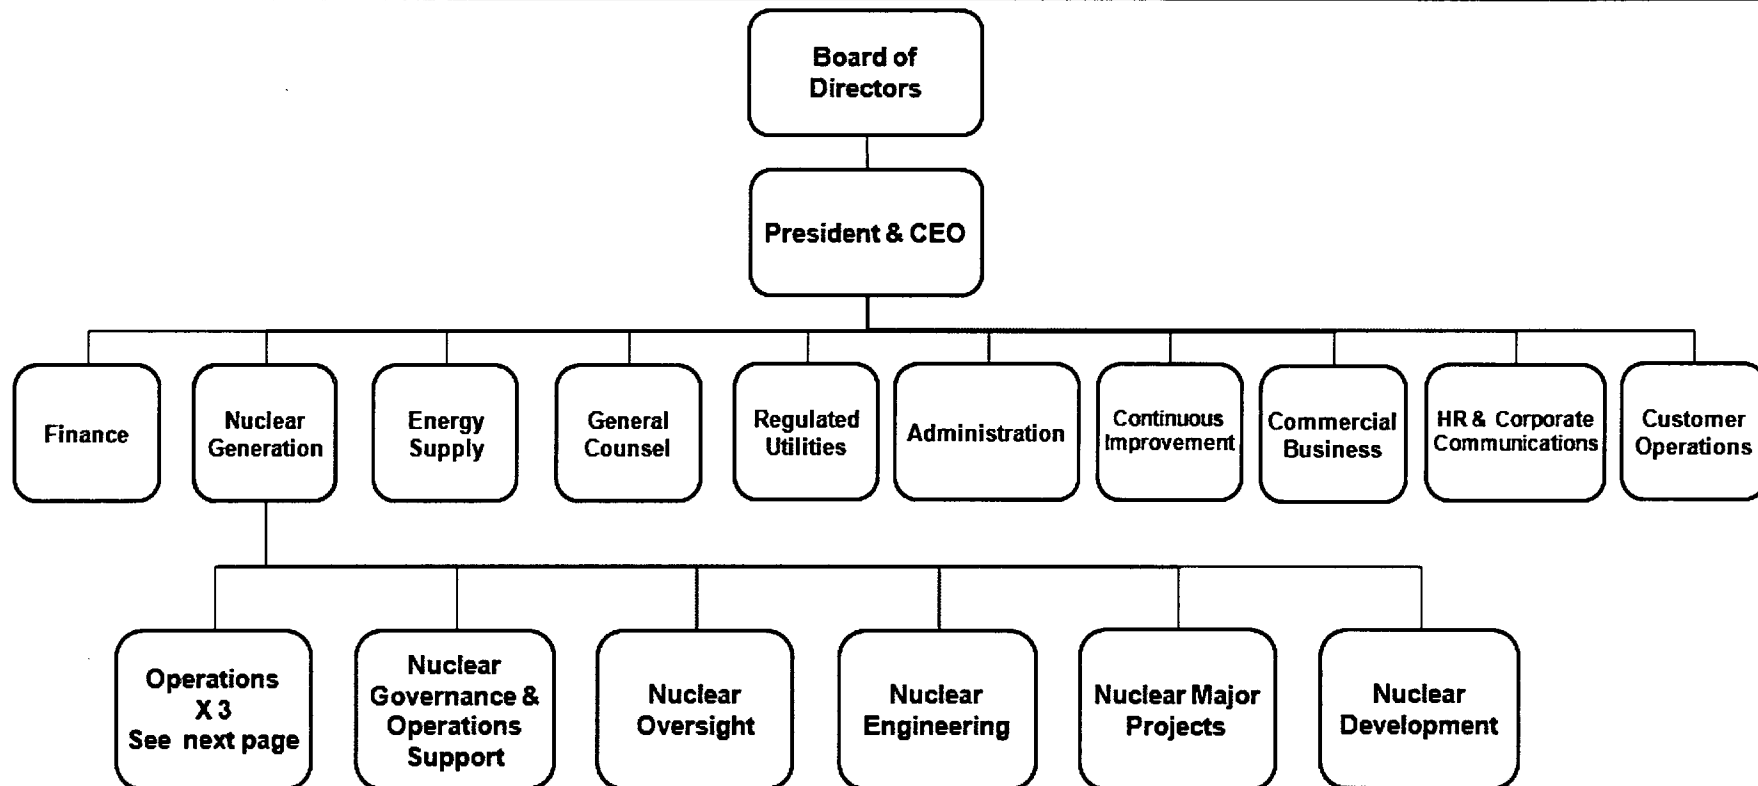 Board of
Directors
President & CEO
Finance
Nuclear
Generation
Energy
Supply
General
Counsel
Regulated
Utilities
Administration
Continuous
Improvement
Commercial
Business
HR & Corporate
Communications
Customer
Operations
Operations
X 3
See next page
Nuclear
Governance &
Operations
Support
Nuclear
Oversight
Nuclear
Engineering
Nuclear Major
Projects
Nuclear
Development